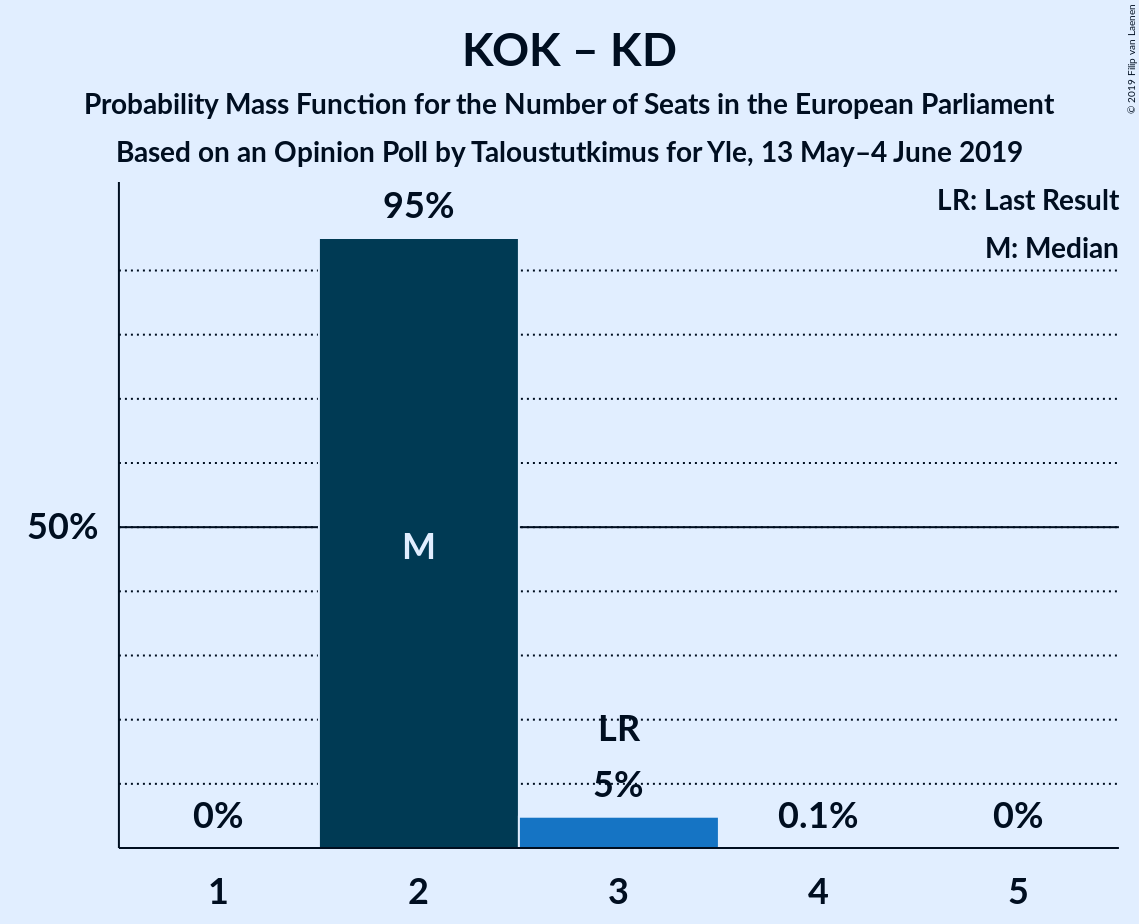 KOK – KD
Probability Mass Function for the Number of Seats in the European Parliament
Based on an Opinion Poll by Taloustutkimus for Yle, 13 May–4 June 2019
© 2019 Filip van Laenen
LR: Last Result
M: Median
95%
50%
M
LR
5%
0%
0.1%
0%
1
2
3
4
5